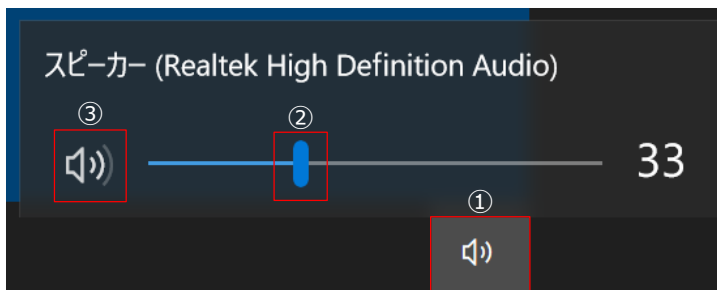 スピーカー (Realtek High Definition Audio)
③
②
33
①